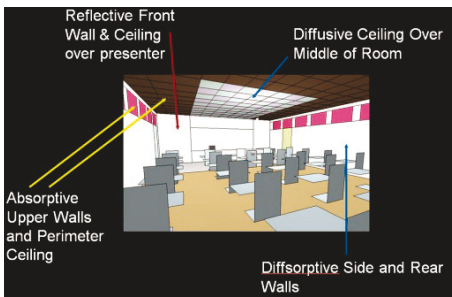 Reflective Front
Wall & Ceiling
over presenter
Diffusive Ceiling Over
Middle of Room
Absorptive
Upper Walls
and Perimeter
Ceiling
Diffsorptive Side and Rear
Walls